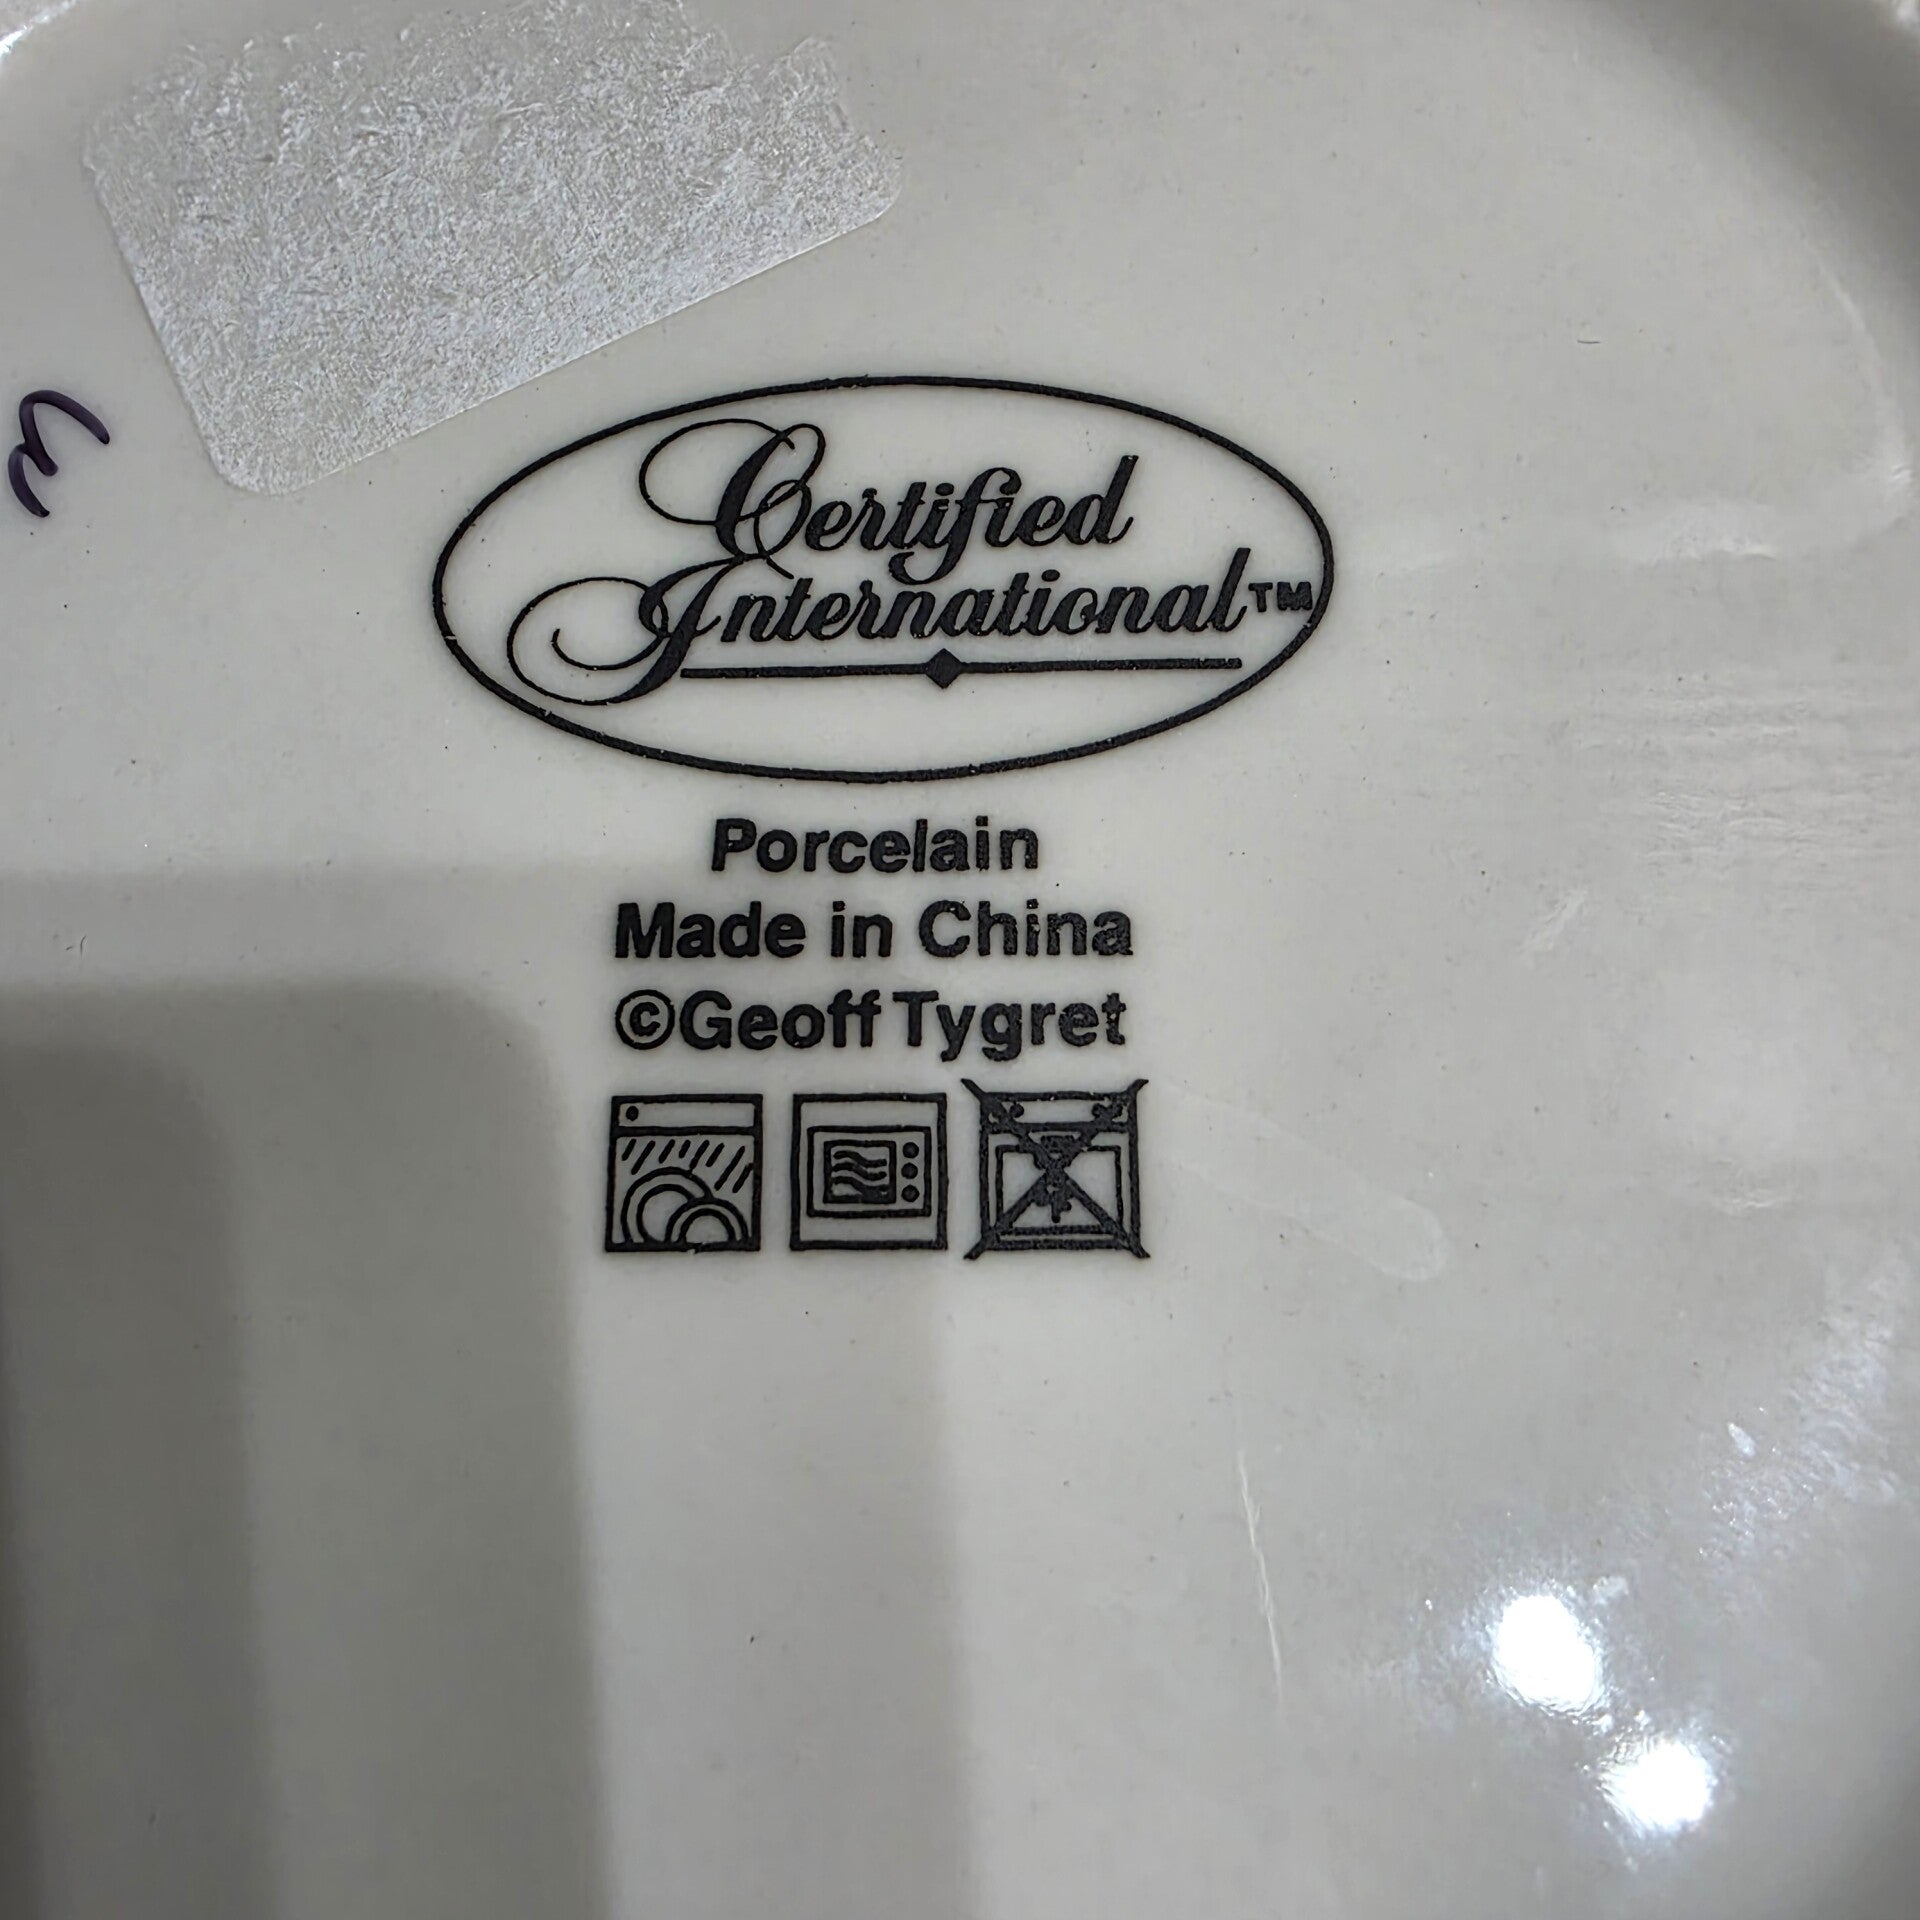 Certified
International™
Porcelain
Made in China
©Geoff Tygret